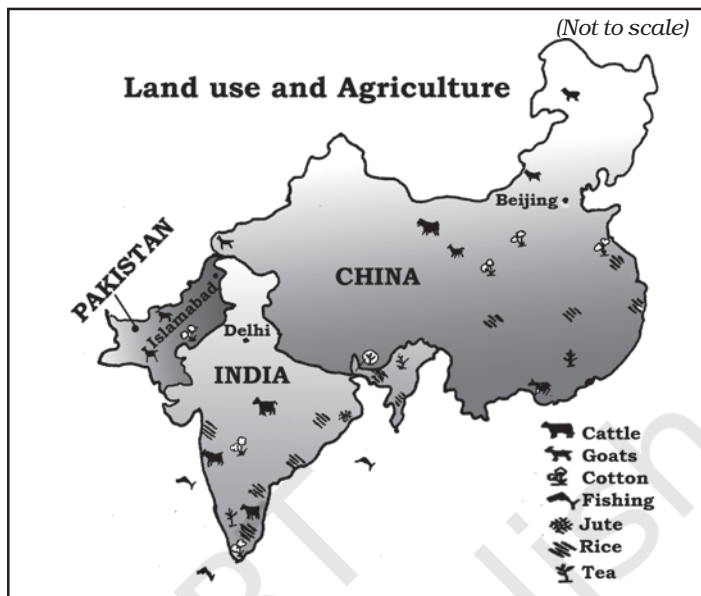 (Not to scale)
Land use and Agriculture
Beijing
PAKISTAN
Islamabad
CHINA
Delhi
INDIA
Cattle
Goats
Cotton
Fishing
Jute
Rice
Tea